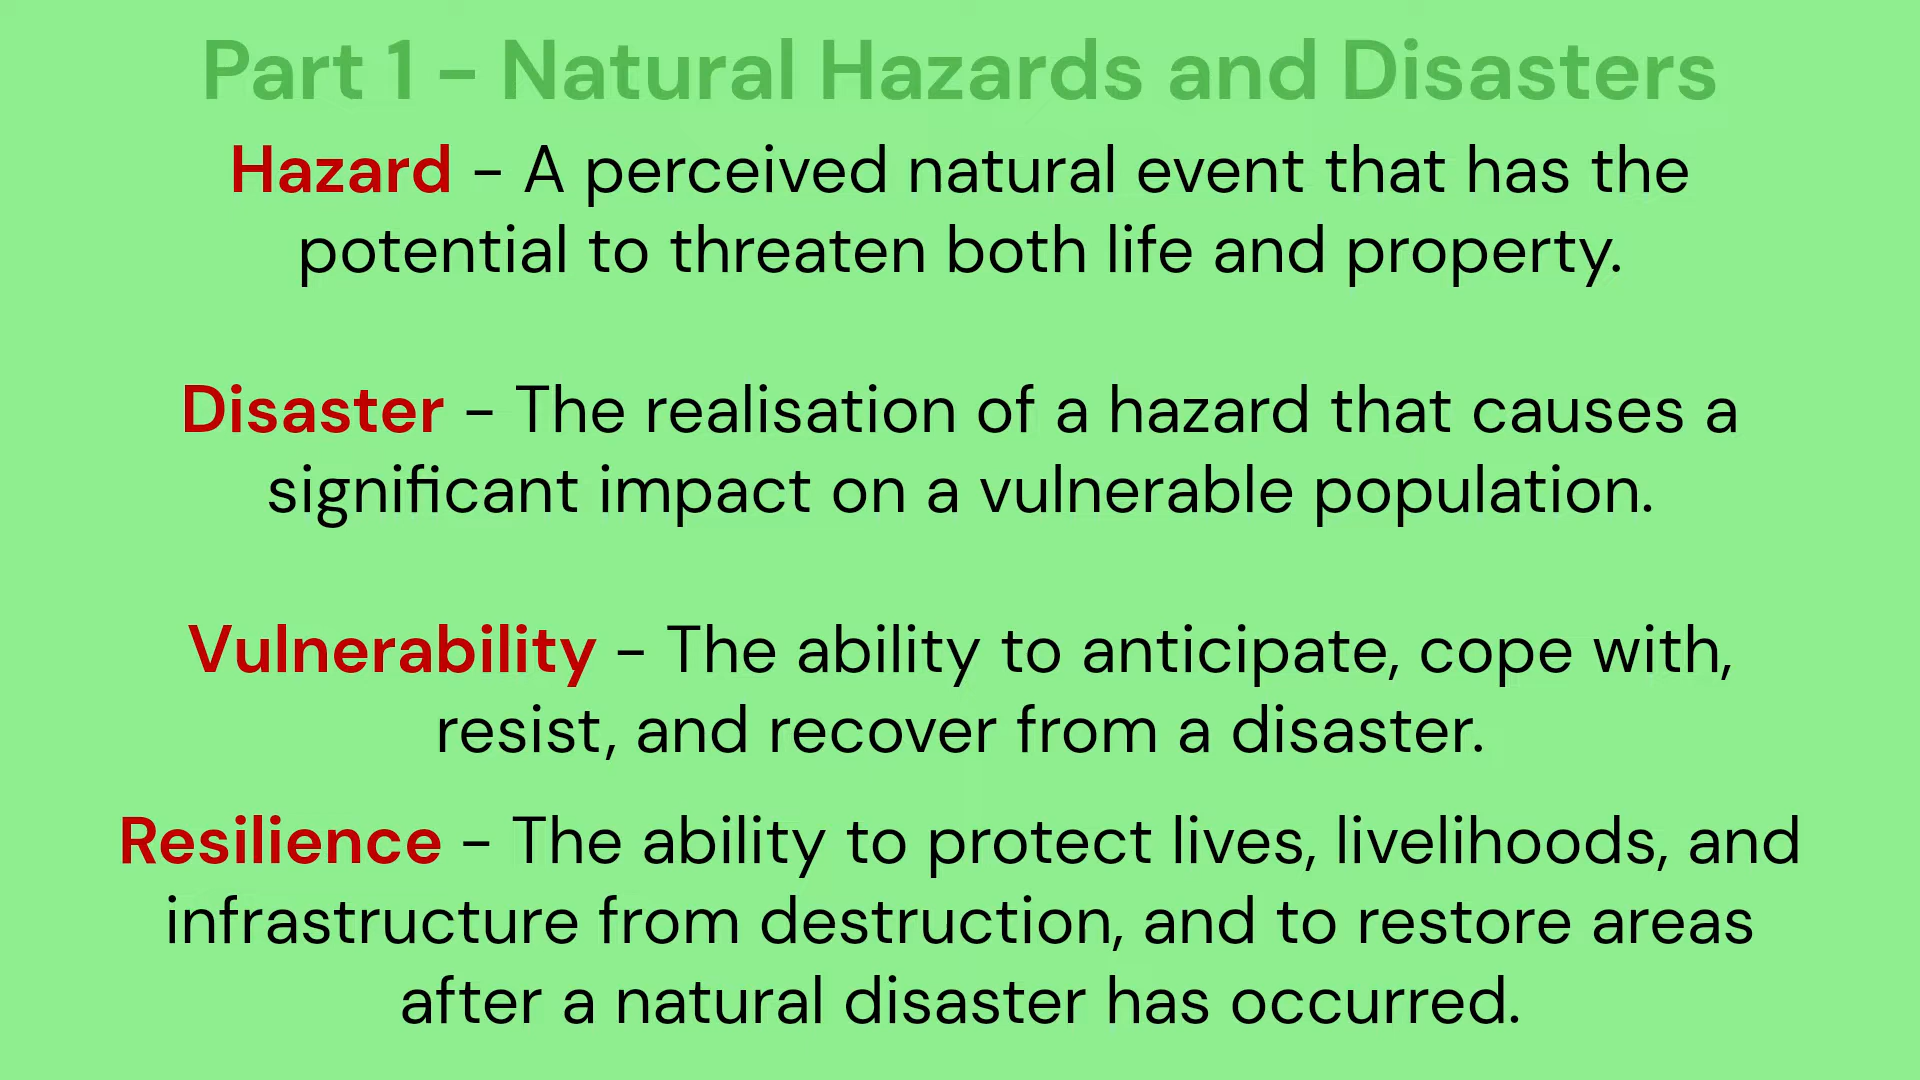 Part 1 - Natural Hazards and Disasters
Hazard - A perceived natural event that has the
potential to threaten both life and property.
Disaster - The realisation of a hazard that causes a
significant impact on a vulnerable population.
Vulnerability - The ability to anticipate, cope with,
resist, and recover from a disaster.
Resilience - The ability to protect lives, livelihoods, and
infrastructure from destruction, and to restore areas
after a natural disaster has occurred.